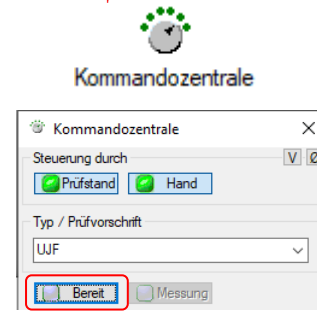 Kommandozentrale
Kommandozentrale
Steuerung durch V Ø
Prüfstand Hand
Typ / Prüfvorschrift
UJF
Bereit Messung